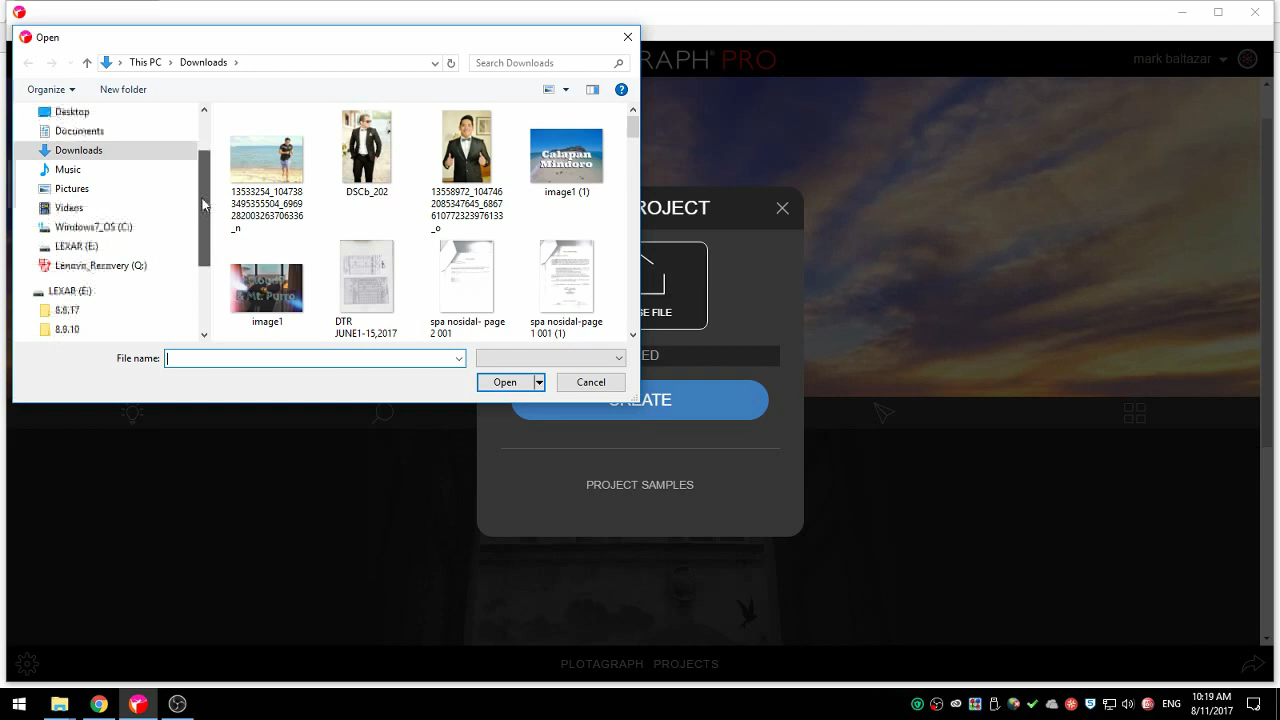 Open
RAPH® PRO
mark baltazar
This PC
Downloads
Search Downloads
Organize
New folder
Desktop
Documents
Downloads
Music
Pictures
Videos
Windows7_OS (C:)
LEXAR (E:)
Lenovo_Recovery (Q:)
LEXAR (E:)
8.8.17
8.9.10
Calapan
Mindoro
13533254_104738
3495355504_6969
282003263706336
_n
DSCb_202
13558972_104746
2085347645_6867
610772323976133
_o
image1 (1)
Mt. Purro
image1
DTR
JUNE1-15,2017
spa nosidal- page
2 001
spa nosidal-page
1 001 (1)
File name:
Open
Cancel
ROJECT
SE FILE
ED
CREATE
PROJECT SAMPLES
PLOTAGRAPH PROJECTS
ENG
10:19 AM
8/11/2017